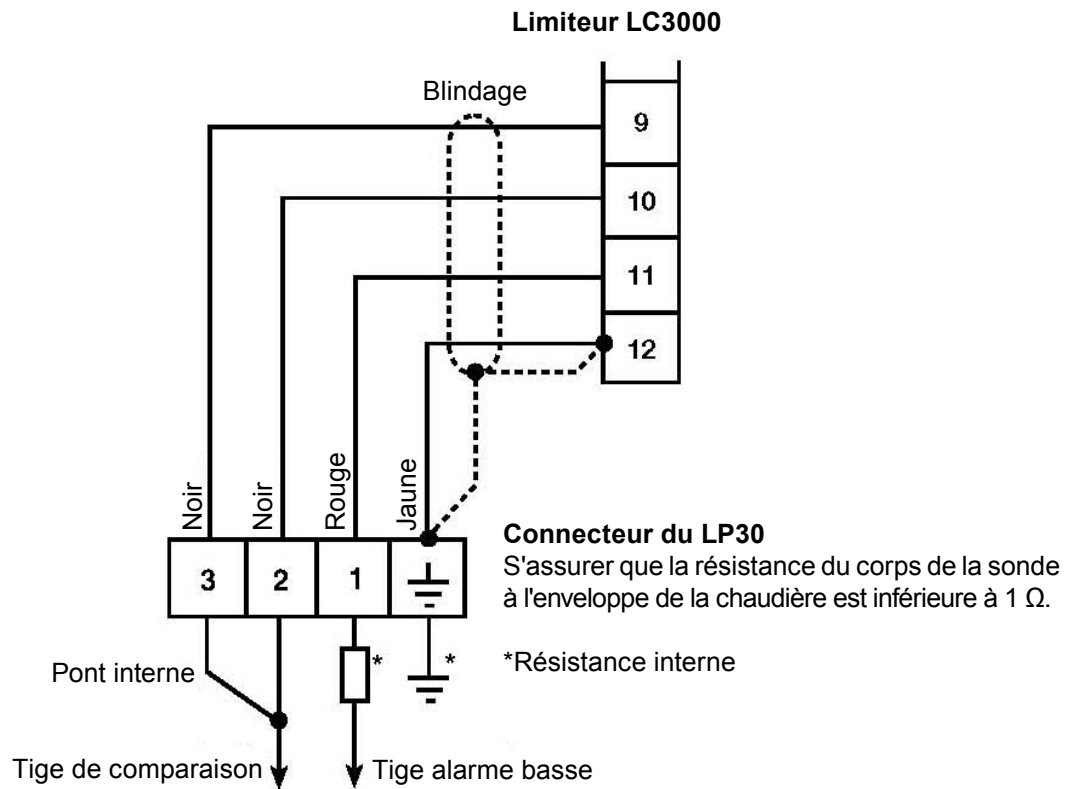 Limiteur LC3000
Blindage
9
10
11
12
Noir
Noir
Rouge
Jaune
3
2
1
Connecteur du LP30
S'assurer que la résistance du corps de la sonde
à l'enveloppe de la chaudière est inférieure à 1 Ω.
*
*
*Résistance interne
Pont interne
Tige de comparaison
Tige alarme basse